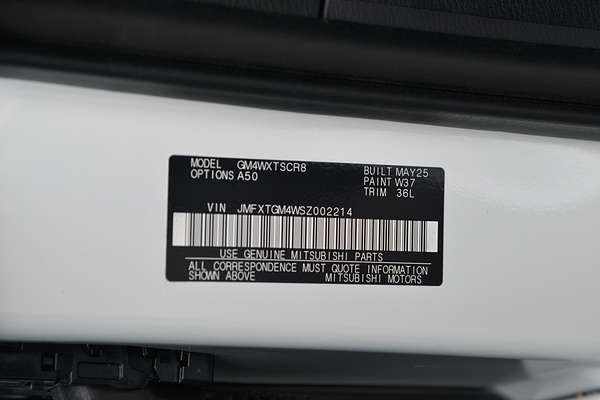 MODEL GM4WXTSCR8 BUILT MAY25
OPTIONS A50 PAINT W37
TRIM 36L
VIN JMFXTGM4WSZ002214
USE GENUINE MITSUBISHI PARTS
ALL CORRESPONDENCE MUST QUOTE INFORMATION
SHOWN ABOVE MITSUBISHI MOTORS